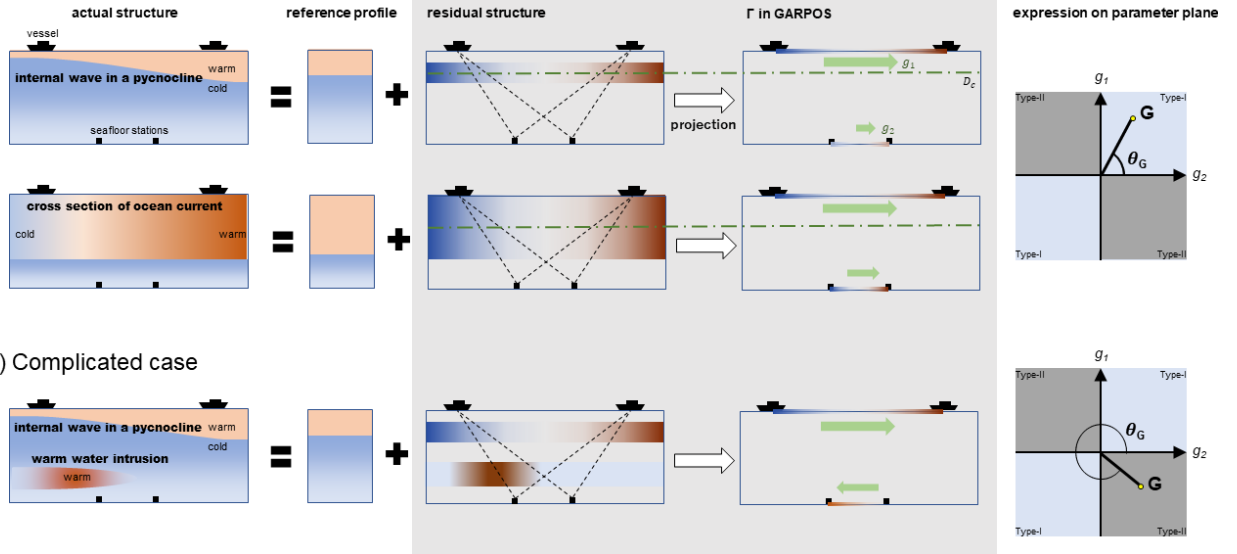 actual structure
reference profile
residual structure
Γ in GARPOS
expression on parameter plane
vessel
internal wave in a pycnocline
warm
cold
seafloor stations
=
+
projection
g1
g2
Dc
g1
Type-II
Type-I
G
θG
g2
Type-I
Type-II
cross section of ocean current
cold
warm
=
+
) Complicated case
internal wave in a pycnocline
warm
cold
warm water intrusion
warm
=
+
g1
Type-II
Type-I
θG
g2
G
Type-I
Type-II